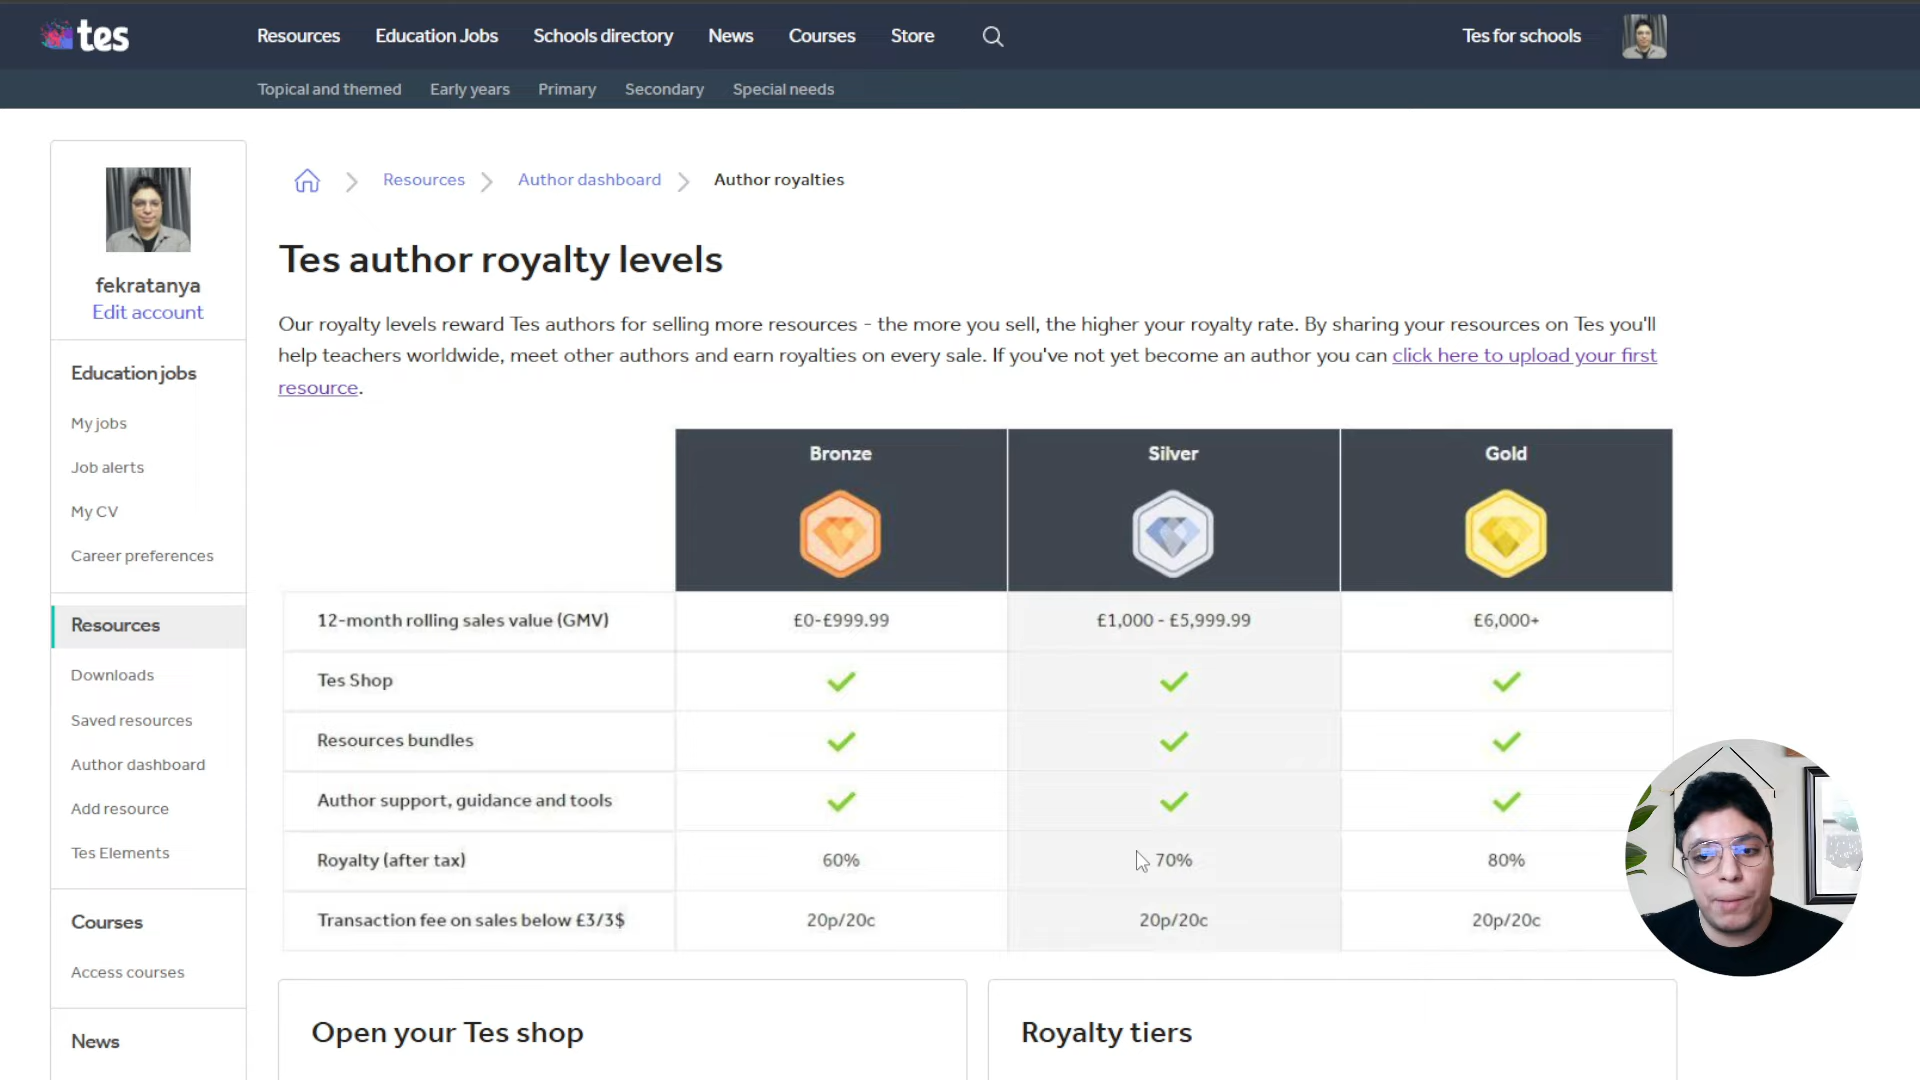 tes
Resources
Education Jobs
Schools directory
News
Courses
Store
Tes for schools
Topical and themed
Early years
Primary
Secondary
Special needs
fekratanya
Edit account
Education jobs
My jobs
Job alerts
My CV
Career preferences
Resources
Downloads
Saved resources
Author dashboard
Add resource
Tes Elements
Courses
Access courses
News
Resources
Author dashboard
Author royalties
Tes author royalty levels
Our royalty levels reward Tes authors for selling more resources - the more you sell, the higher your royalty rate. By sharing your resources on Tes you'll
help teachers worldwide, meet other authors and earn royalties on every sale. If you've not yet become an author you can click here to upload your first
resource.
Bronze Silver Gold
12-month rolling sales value (GMV) £0-£999.99 £1,000 - £5,999.99 £6,000+
Tes Shop
Resources bundles
Author support, guidance and tools
Royalty (after tax) 60% 70% 80%
Transaction fee on sales below £3/3$ 20p/20c 20p/20c 20p/20c
Open your Tes shop
Royalty tiers